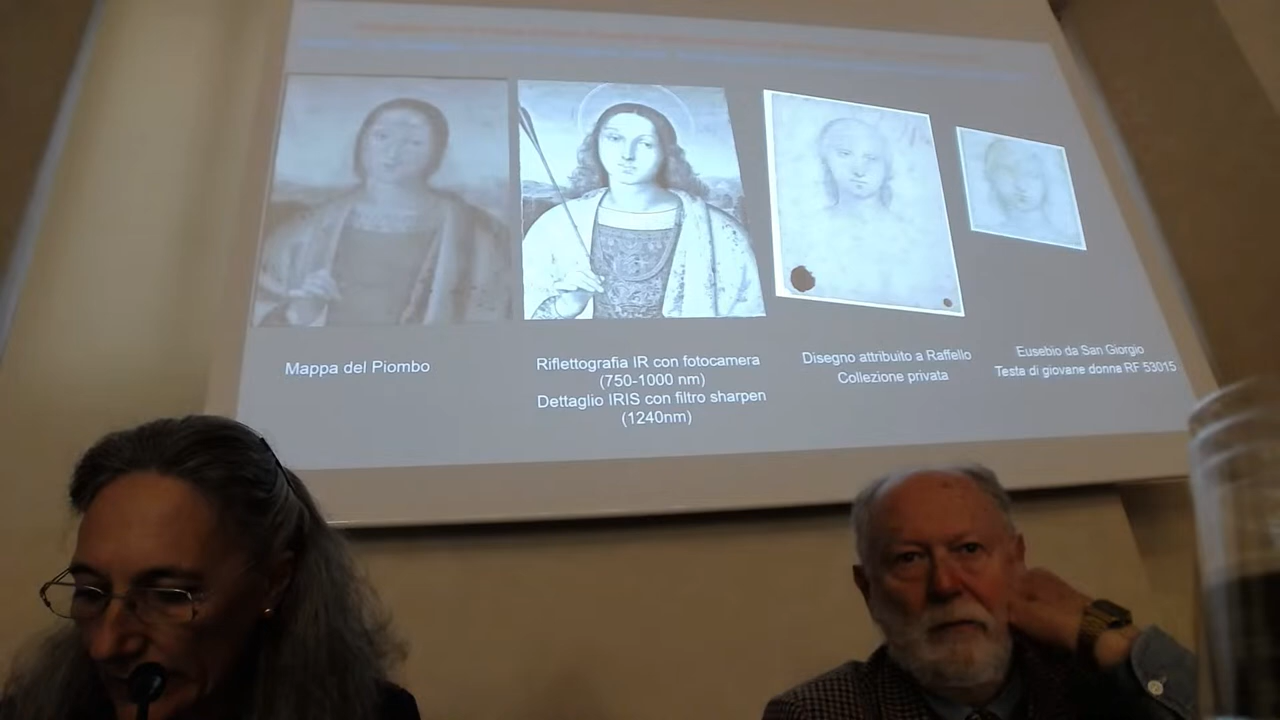 Mappa del Piombo
Riflettografia IR con fotocamera
(750-1000 nm)
Dettaglio IRIS con filtro sharpen
(1240nm)
Disegno attribuito a Raffello
Collezione privata
Eusebio da San Giorgio
Testa di giovane donna RF 53015